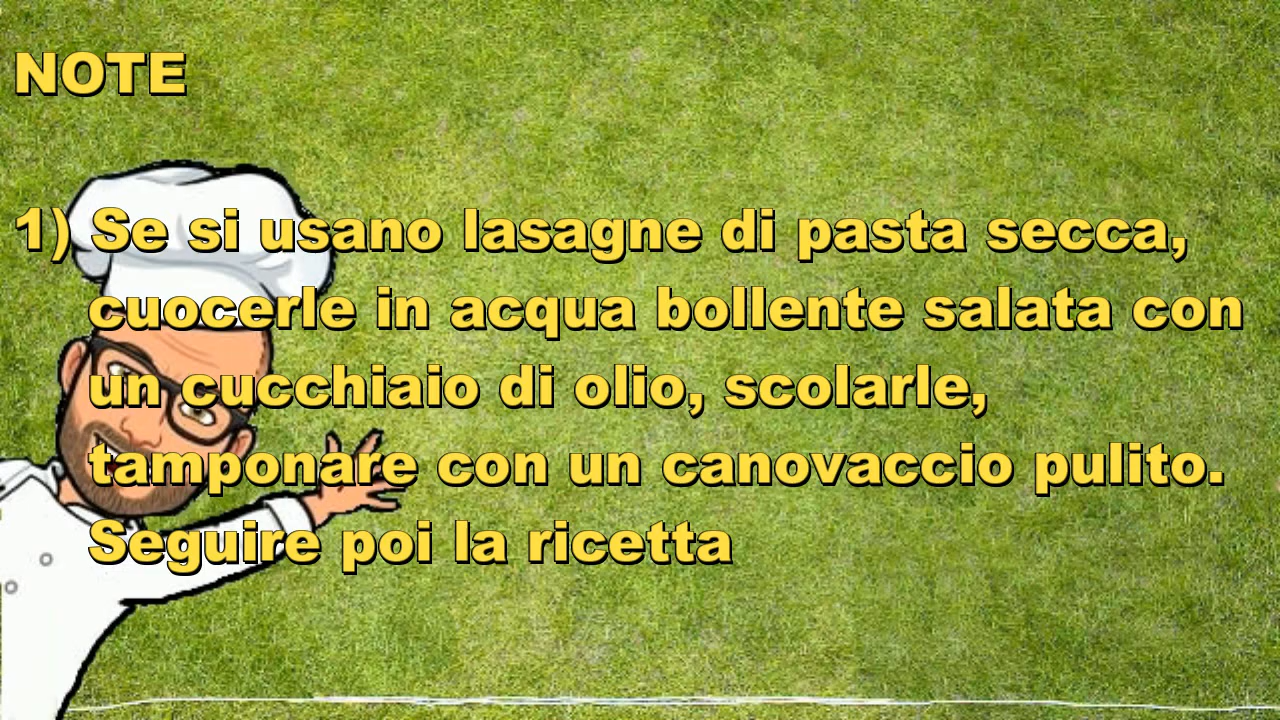 NOTE
1) Se si usano lasagne di pasta secca,
cuocerle in acqua bollente salata con
un cucchiaio di olio, scolarle,
tamponare con un canovaccio pulito.
Seguire poi la ricetta